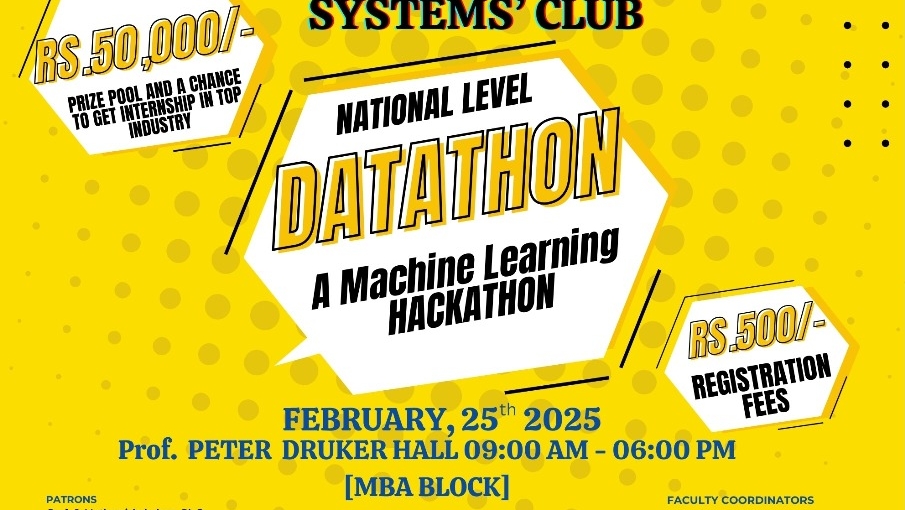 SYSTEMS' CLUB
RS.50,000/-
PRIZE POOL AND A CHANCE
TO GET INTERNSHIP IN TOP
INDUSTRY
NATIONAL LEVEL
DATATHON
A Machine Learning
HACKATHON
RS.500/-
REGISTRATION
FEES
FEBRUARY, 25th 2025
Prof. PETER DRUKER HALL 09:00 AM - 06:00 PM
[MBA BLOCK]
PATRONS
FACULTY COORDINATORS